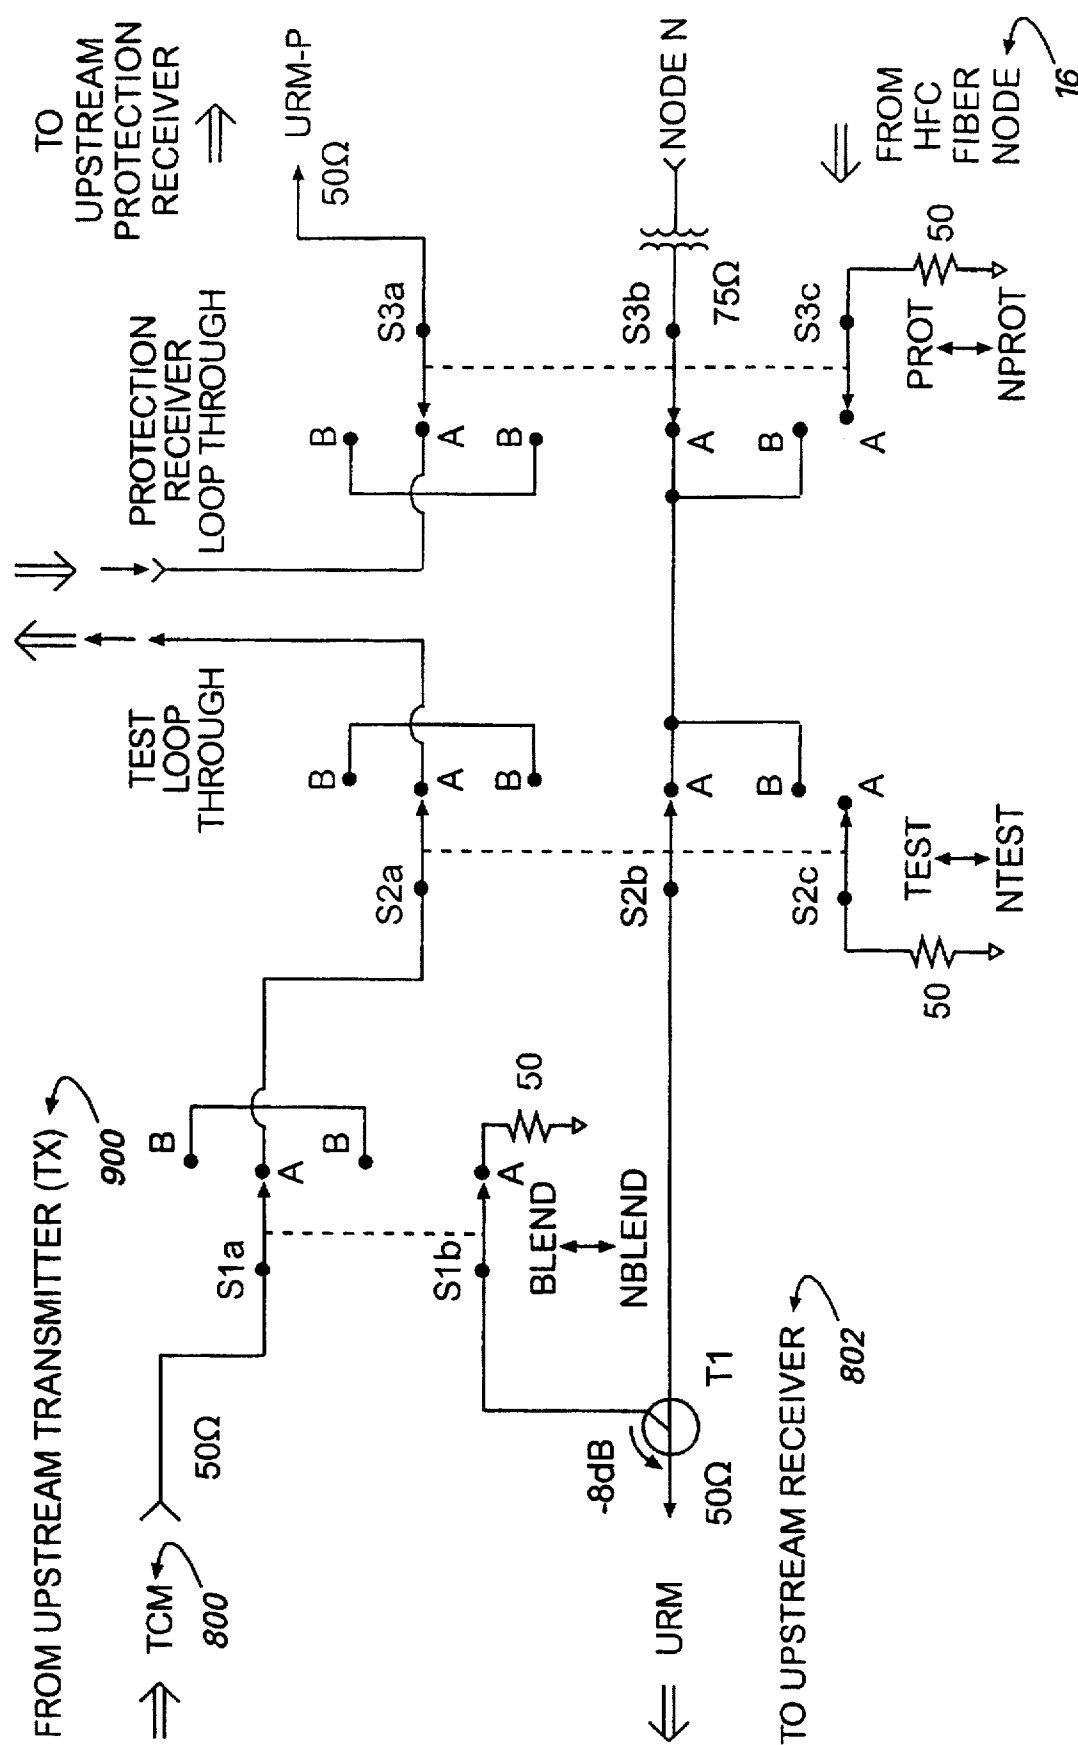 FROM UPSTREAM TRANSMITTER (TX)
900
TCM
800
50Ω
S1a
B
A
B
S1b
A
50
BLEND
NBLEND
-8dB
T1
50Ω
URM
TO UPSTREAM RECEIVER
802
TEST
LOOP
THROUGH
S2a
B
A
B
S2b
A
B
S2c
A
50
TEST
NTEST
PROTECTION
RECEIVER
LOOP THROUGH
B
A
B
S3a
A
B
S3b
75Ω
A
S3c
50
PROT
NPROT
TO
UPSTREAM
PROTECTION
RECEIVER
URM-P
50Ω
NODE N
FROM
HFC
FIBER
NODE
16